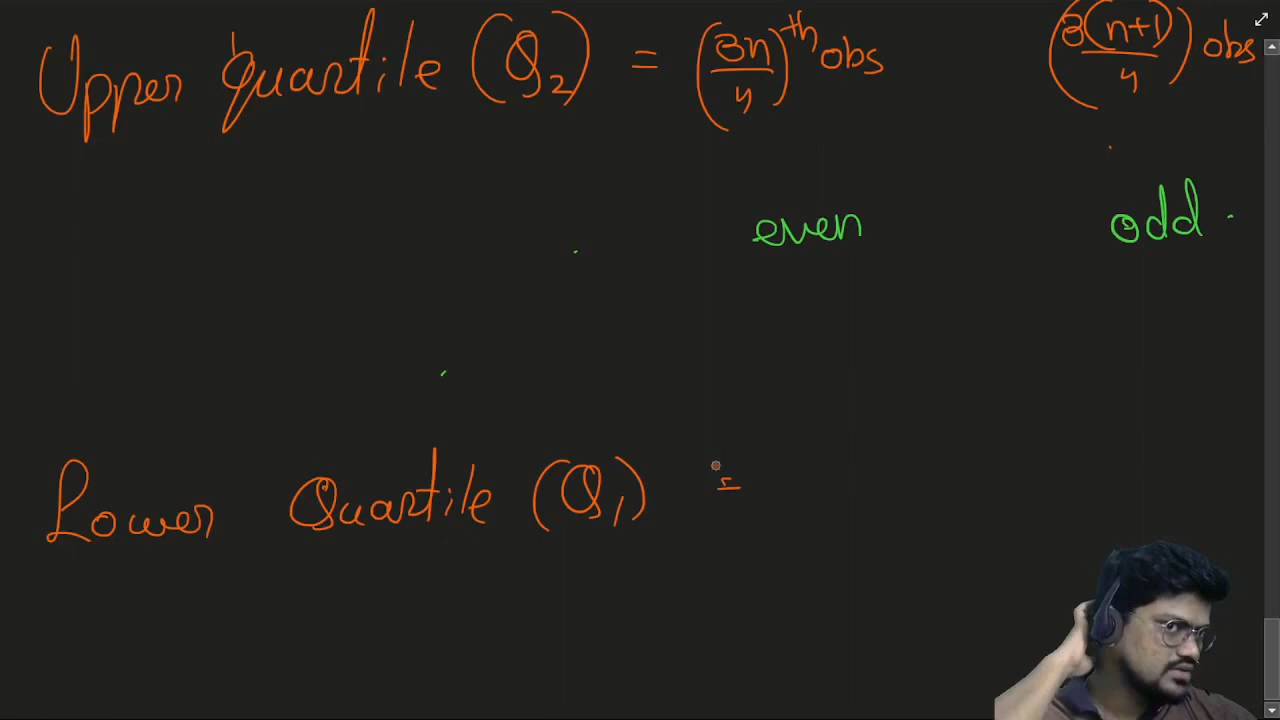 Upper quartile (Q₂) = (3n/4)ᵗʰ obs (3(n+1)/4) obs
even odd
Lower Quartile (Q₁) =